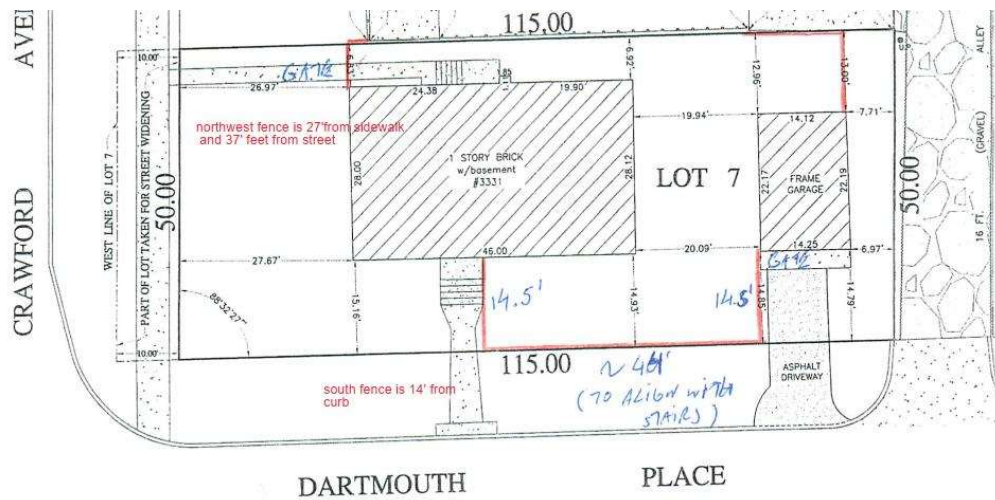 AVE
115.00
ALLEY
10.00
6.83'
GATE
26.97'
24.38
19.90
6.92'
12.96'
13.00'
19.94'
14.12
7.71'
northwest fence is 27'from sidewalk
and 37' feet from street
WEST LINE OF LOT 7
PART OF LOT TAKEN FOR STREET WIDENING
50.00
28.00
1 STORY BRICK
w/basement
#3331
28.12
LOT 7
22.17
FRAME
GARAGE
22.19
50.00
(GRAVEL)
16 FT.
CRAWFORD
27.67'
46.00
20.09'
14.25
6.97'
GATE
88°32'27"
15.16'
14.5'
14.93'
14.5'
14.85'
14.79'
10.00
115.00
ASPHALT
DRIVEWAY
south fence is 14' from
curb
(TO ALIGN WITH
STAIRS)
DARTMOUTH PLACE